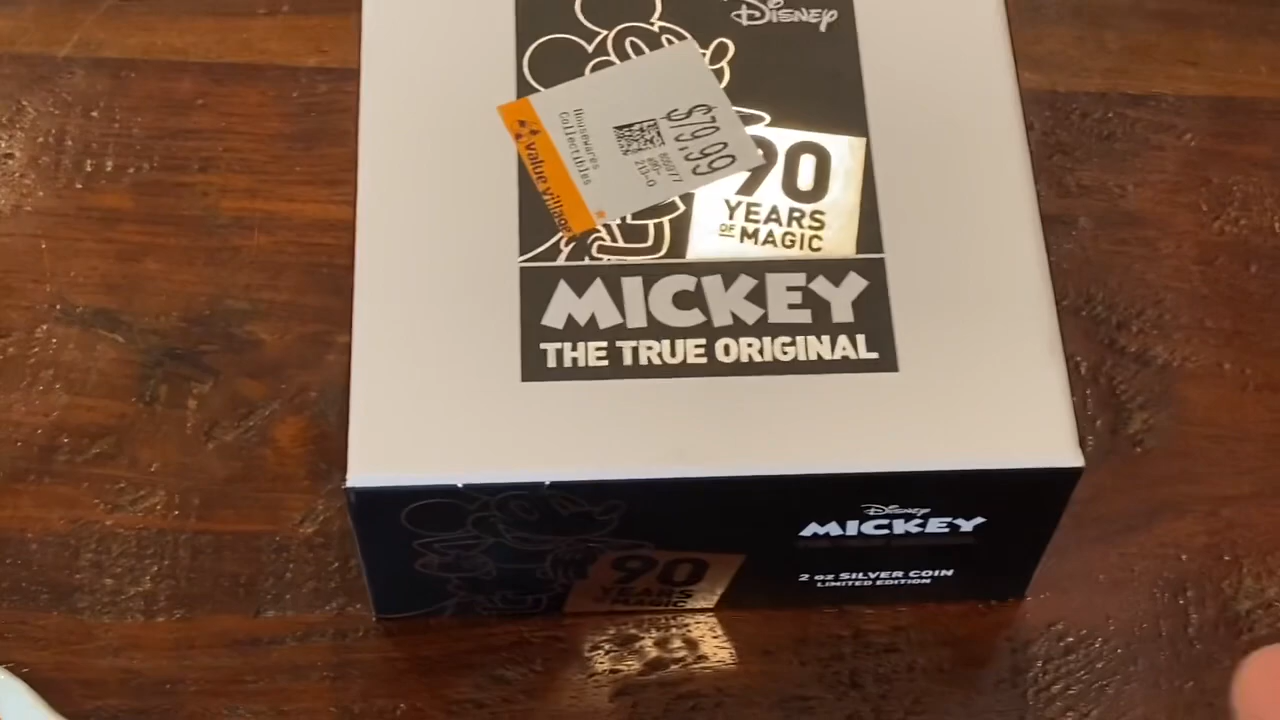 Disney
$79.99
Housewares
Collectibles
value village
90
YEARS
OF MAGIC
MICKEY
THE TRUE ORIGINAL
Disney
MICKEY
90
YEARS
MAGIC
2 oz SILVER COIN
LIMITED EDITION